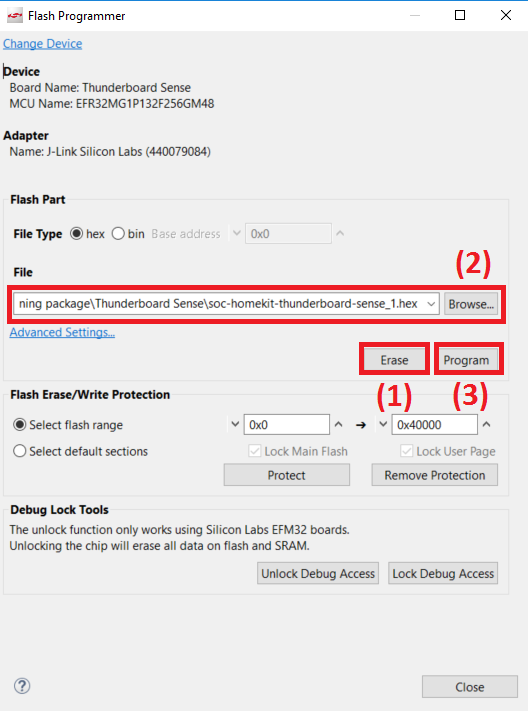 Flash Programmer
Change Device
Device
Board Name: Thunderboard Sense
MCU Name: EFR32MG1P132F256GM48
Adapter
Name: J-Link Silicon Labs (440079084)
Flash Part
File Type hex bin Base address 0x0
(2)
File
ning package\Thunderboard Sense\soc-homekit-thunderboard-sense_1.hex Browse...
Advanced Settings...
Erase Program
(1) (3)
Flash Erase/Write Protection
Select flash range 0x0 → 0x40000
Select default sections Lock Main Flash Lock User Page
Protect Remove Protection
Debug Lock Tools
The unlock function only works using Silicon Labs EFM32 boards.
Unlocking the chip will erase all data on flash and SRAM.
Unlock Debug Access Lock Debug Access
? Close